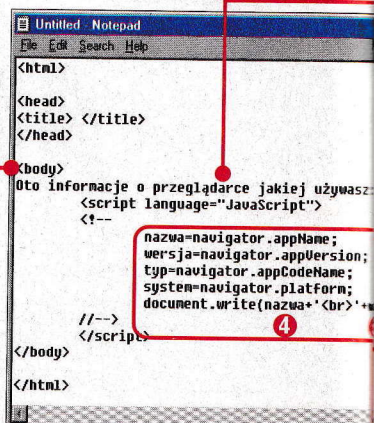 Untitled - Notepad
File Edit Search Help
<html>
<head>
<title> </title>
</head>
<body>
Oto informacje o przeglądarce jakiej używasz:
<script language="JavaScript">
<!--
nazwa=navigator.appName;
wersja=navigator.appVersion;
typ=navigator.appCodeName;
system=navigator.platform;
document.write(nazwa+'<br>'+w
4
//-->
</script>
</body>
</html>